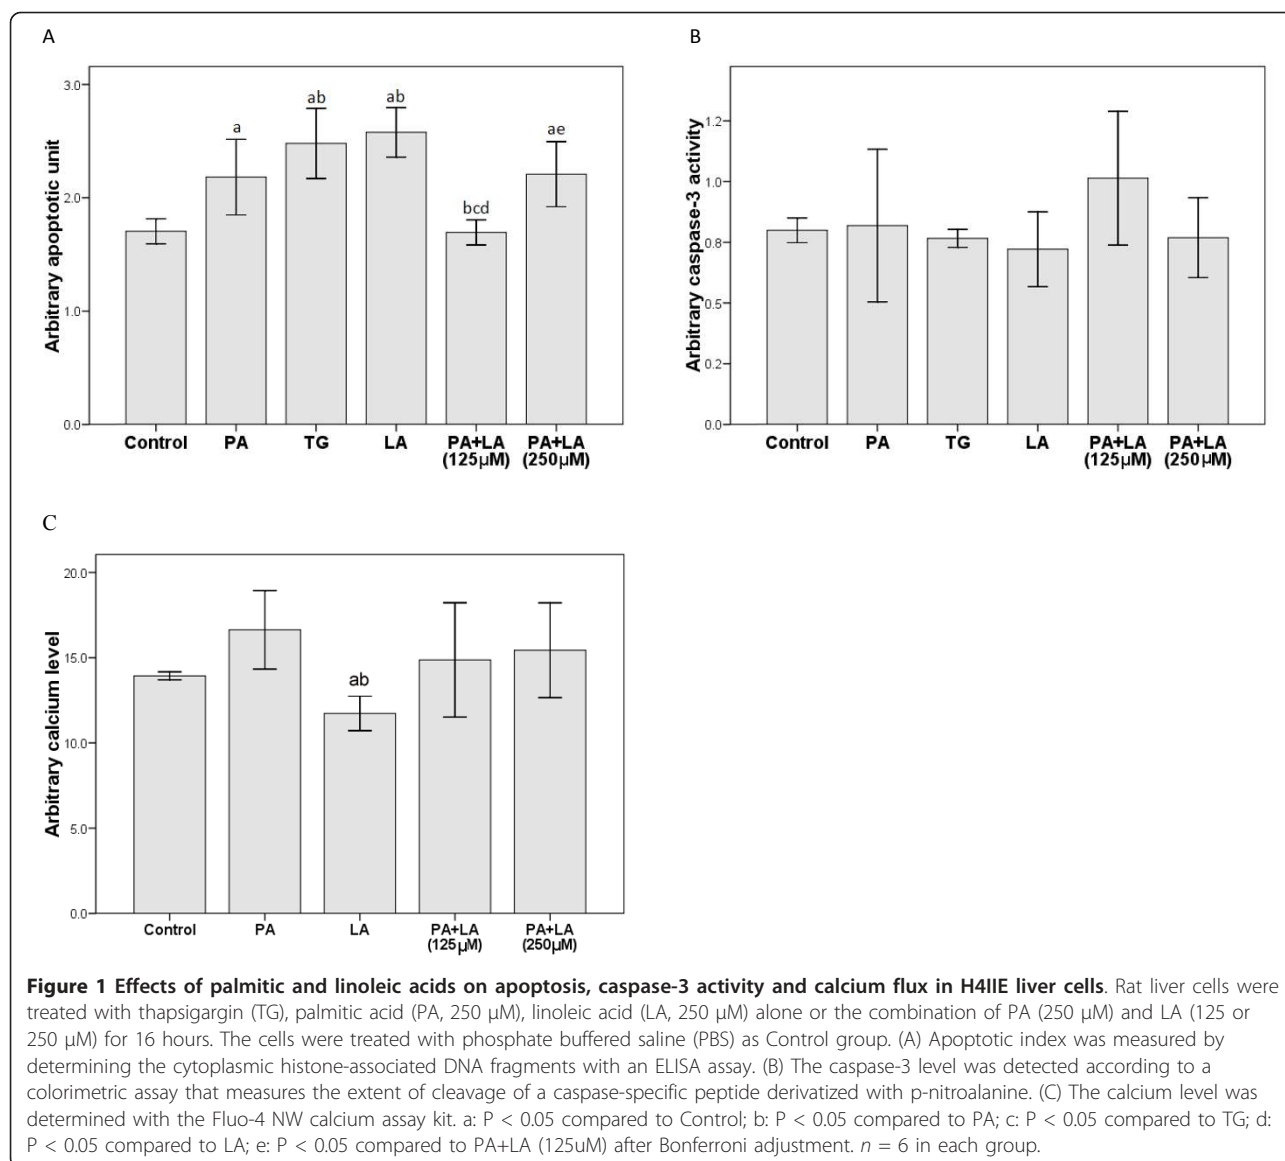 A
B
3.0
2.0
1.0
0.0
Arbitrary apoptotic unit
a
ab
ab
bcd
ae
Control PA TG LA PA+LA PA+LA
(125µM) (250µM)
1.2
1.0
0.8
0.5
0.2
0.0
Arbitrary caspase-3 activity
Control PA TG LA PA+LA PA+LA
(125µM) (250µM)
C
20.0
15.0
10.0
5.0
0.0
Arbitrary calcium level
ab
Control PA LA PA+LA PA+LA
(125µM) (250µM)
Figure 1 Effects of palmitic and linoleic acids on apoptosis, caspase-3 activity and calcium flux in H4IIE liver cells. Rat liver cells were
treated with thapsigargin (TG), palmitic acid (PA, 250 µM), linoleic acid (LA, 250 µM) alone or the combination of PA (250 µM) and LA (125 or
250 µM) for 16 hours. The cells were treated with phosphate buffered saline (PBS) as Control group. (A) Apoptotic index was measured by
determining the cytoplasmic histone-associated DNA fragments with an ELISA assay. (B) The caspase-3 level was detected according to a
colorimetric assay that measures the extent of cleavage of a caspase-specific peptide derivatized with p-nitroalanine. (C) The calcium level was
determined with the Fluo-4 NW calcium assay kit. a: P < 0.05 compared to Control; b: P < 0.05 compared to PA; c: P < 0.05 compared to TG; d:
P < 0.05 compared to LA; e: P < 0.05 compared to PA+LA (125uM) after Bonferroni adjustment. n = 6 in each group.